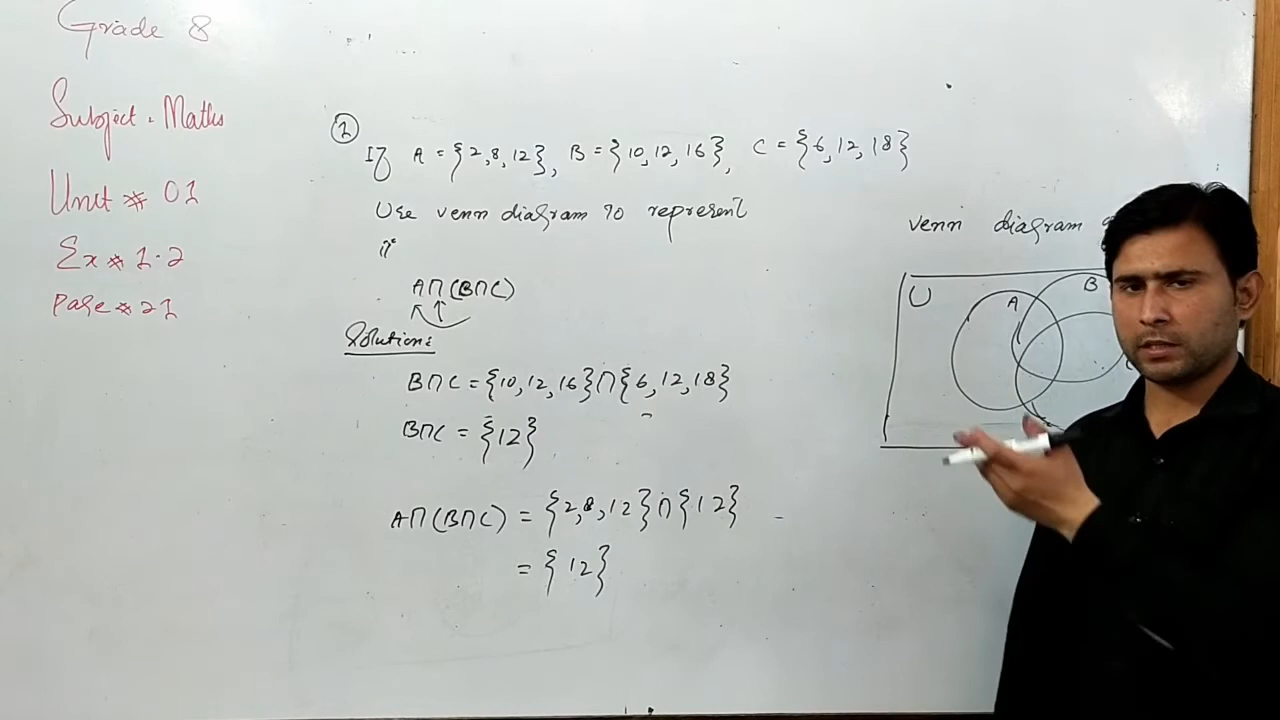 Grade 8
Subject. Maths
Unit # 01
Ex # 1.2
Page # 21
2
If A = {2,8,12}, B = {10,12,16}, C = {6,12,18}
Use venn diagram to represent
A∩(B∩C)
Solution:
B∩C = {10,12,16}∩{6,12,18}
B∩C = {12}
A∩(B∩C) = {2,8,12}∩{12}
= {12}
venn diagram
U
A
B